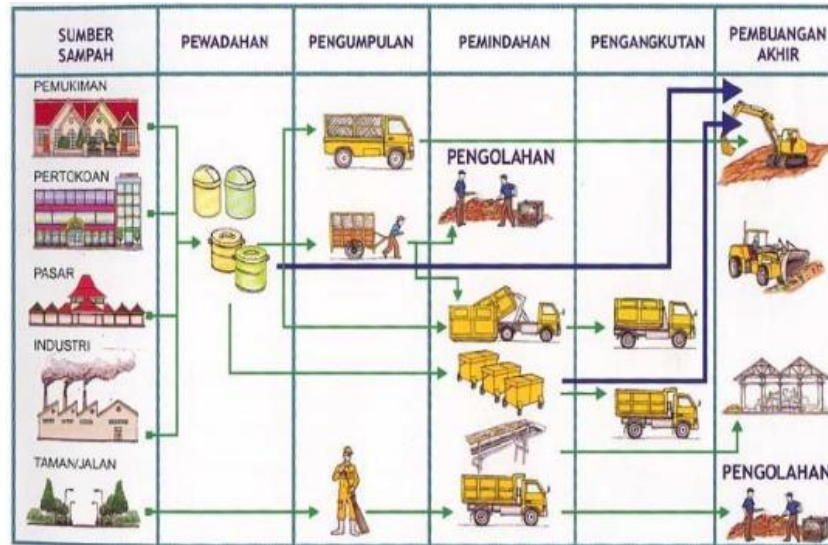 SUMBER
SAMPAH
PEWADAHAN
PENGUMPULAN
PEMINDAHAN
PENGANGKUTAN
PEMBUANGAN
AKHIR
PEMUKIMAN
PERTOKOAN
PASAR
INDUSTRI
TAMAN/JALAN
PENGOLAHAN
PENGOLAHAN